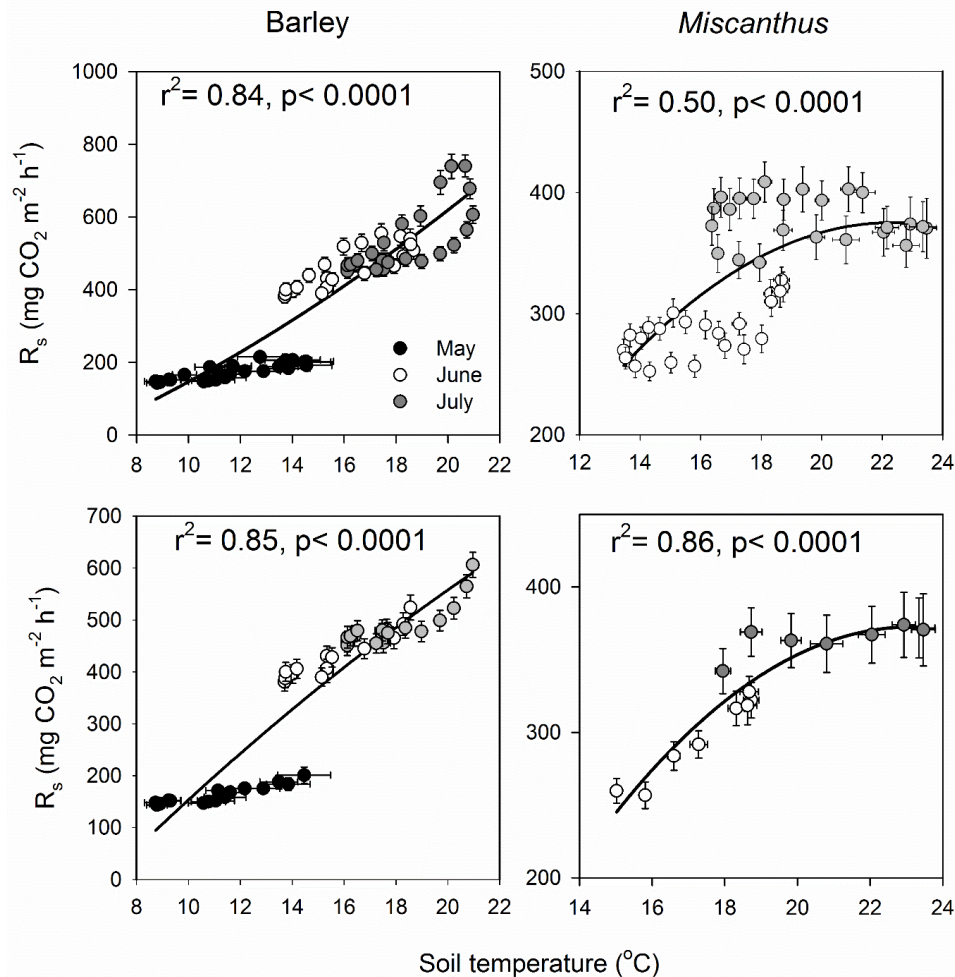 Barley
Miscanthus
r²= 0.84, p< 0.0001
1000
800
600
400
200
0
Rs (mg CO2 m-2 h-1)
May
June
July
8 10 12 14 16 18 20 22
r²= 0.50, p< 0.0001
500
400
300
200
12 14 16 18 20 22 24
r²= 0.85, p< 0.0001
700
600
500
400
300
200
100
0
Rs (mg CO2 m-2 h-1)
8 10 12 14 16 18 20 22
r²= 0.86, p< 0.0001
400
300
200
14 16 18 20 22 24
Soil temperature (°C)